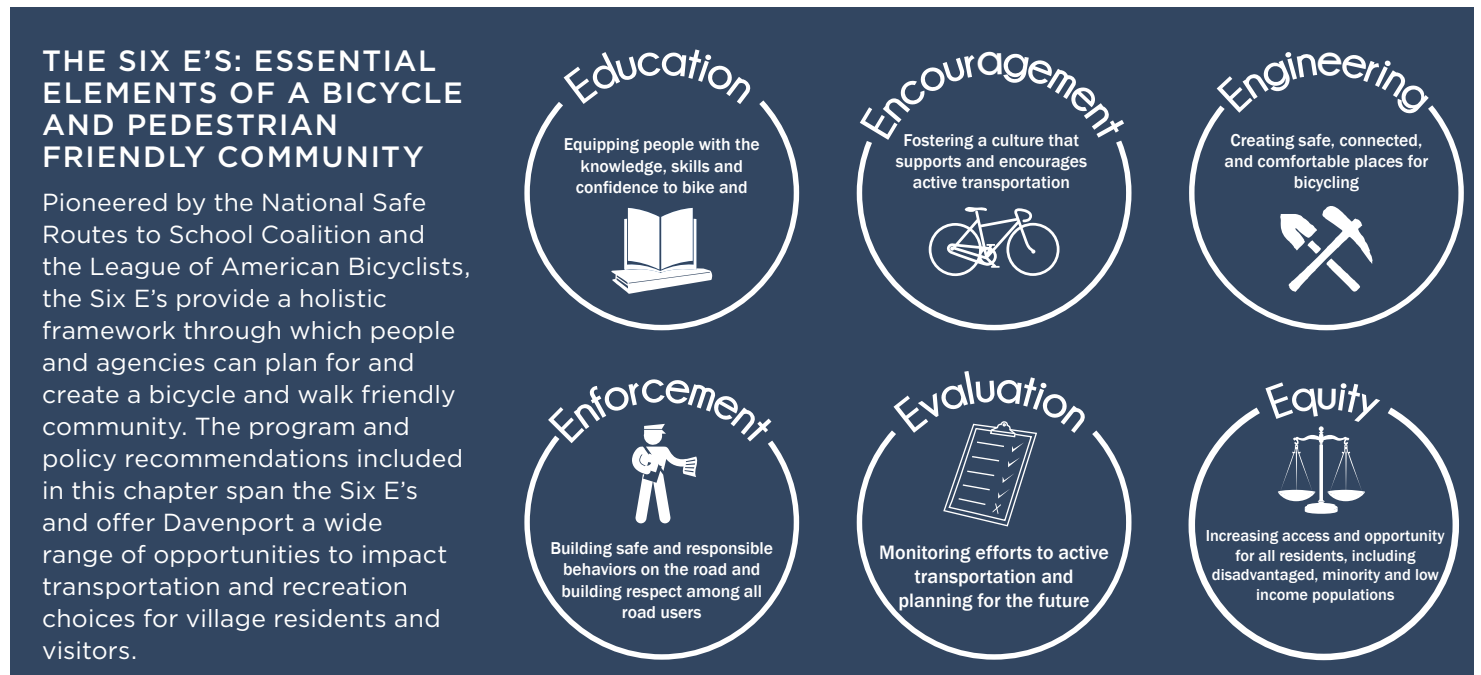 THE SIX E’S: ESSENTIAL
ELEMENTS OF A BICYCLE
AND PEDESTRIAN
FRIENDLY COMMUNITY
Pioneered by the National Safe
Routes to School Coalition and
the League of American Bicyclists,
the Six E’s provide a holistic
framework through which people
and agencies can plan for and
create a bicycle and walk friendly
community. The program and
policy recommendations included
in this chapter span the Six E’s
and offer Davenport a wide
range of opportunities to impact
transportation and recreation
choices for village residents and
visitors.
Education
Equipping people with the
knowledge, skills and
confidence to bike and
Encouragement
Fostering a culture that
supports and encourages
active transportation
Engineering
Creating safe, connected,
and comfortable places for
bicycling
Enforcement
Building safe and responsible
behaviors on the road and
building respect among all
road users
Evaluation
Monitoring efforts to active
transportation and
planning for the future
Equity
Increasing access and opportunity
for all residents, including
disadvantaged, minority and low
income populations